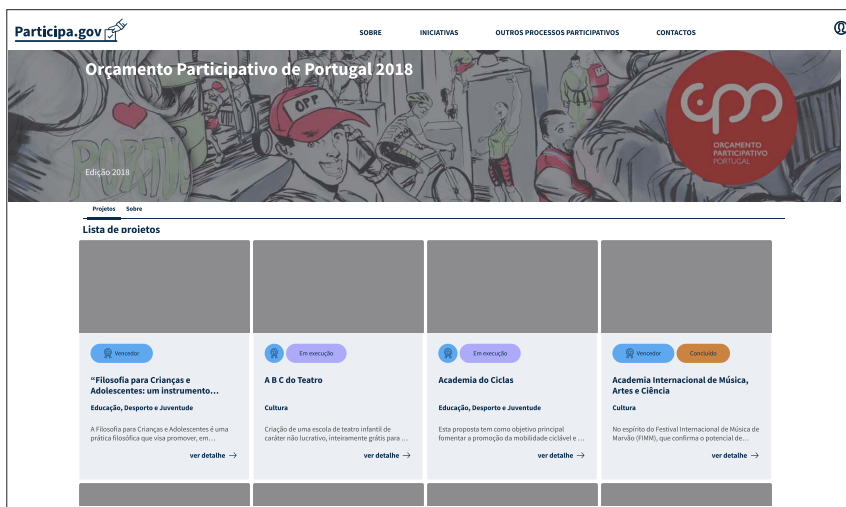 Participa.gov
SOBRE
INICIATIVAS
OUTROS PROCESSOS PARTICIPATIVOS
CONTACTOS
Orçamento Participativo de Portugal 2018
OPP
PORTU
opp
ORÇAMENTO
PARTICIPATIVO
PORTUGAL
Edição 2018
Projetos
Sobre
Lista de projetos
Vencedor
“Filosofia para Crianças e
Adolescentes: um instrumento...
Educação, Desporto e Juventude
A Filosofia para Crianças e Adolescentes é uma
prática filosófica que visa promover, em...
ver detalhe
Em execução
A B C do Teatro
Cultura
Criação de uma escola de teatro infantil de
caráter não lucrativo, inteiramente grátis para ...
ver detalhe
Em execução
Academia do Ciclas
Educação, Desporto e Juventude
Esta proposta tem como objetivo principal
fomentar a promoção da mobilidade ciclável e ...
ver detalhe
Vencedor
Concluído
Academia Internacional de Música,
Artes e Ciência
Cultura
No espírito do Festival Internacional de Música de
Marvão (FIMM), que confirma o potencial de...
ver detalhe